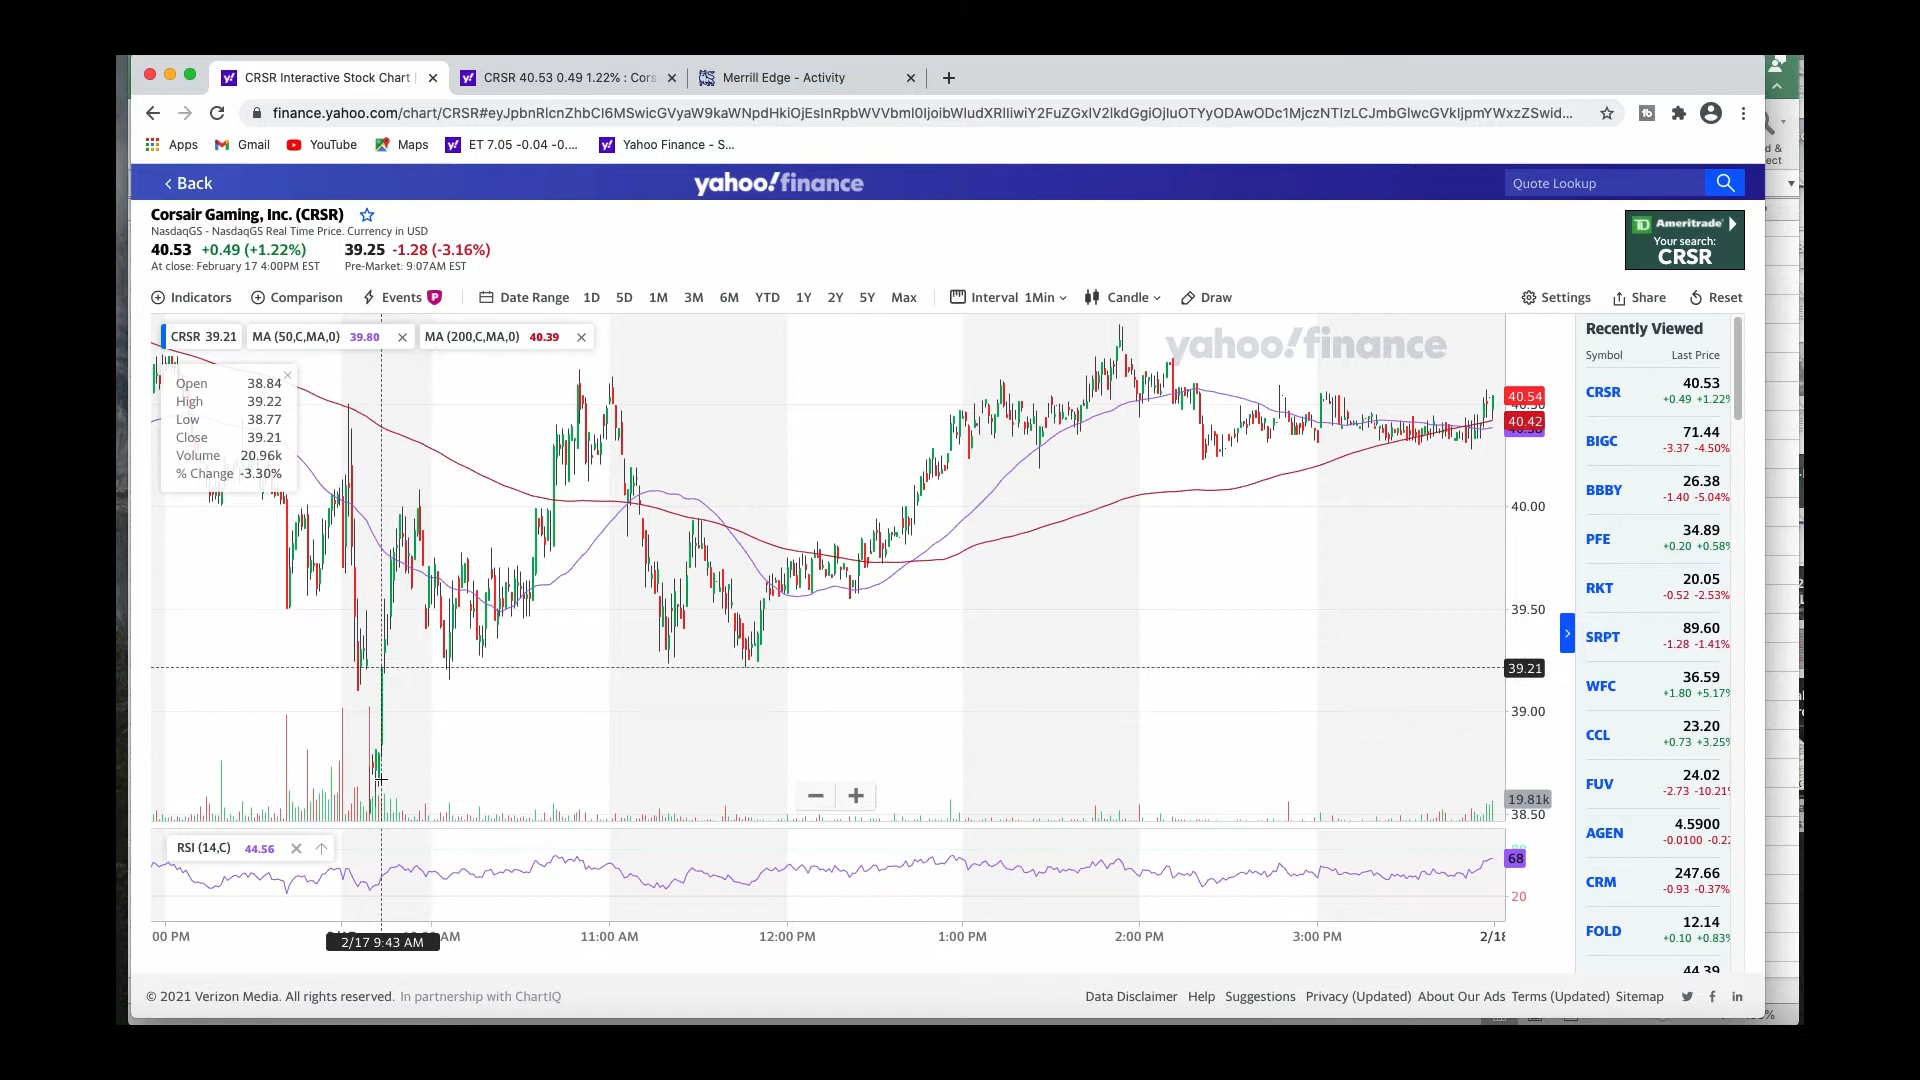 CRSR Interactive Stock Chart
CRSR 40.53 0.49 1.22% : Cors
Merrill Edge - Activity
Apps
Gmail
YouTube
Maps
ET 7.05 -0.04 -0....
Yahoo Finance - S...
Back
yahoo!finance
Quote Lookup
Corsair Gaming, Inc. (CRSR)
NasdaqGS - NasdaqGS Real Time Price. Currency in USD
40.53 +0.49 (+1.22%) 39.25 -1.28 (-3.16%)
At close: February 17 4:00PM EST Pre-Market: 9:07AM EST
TD Ameritrade
Your search:
CRSR
Indicators Comparison Events P Date Range 1D 5D 1M 3M 6M YTD 1Y 2Y 5Y Max Interval 1Min Candle Draw Settings Share Reset
CRSR 39.21 MA (50,C,MA,0) 39.80 MA (200,C,MA,0) 40.39
yahoo!finance
Open 38.84
High 39.22
Low 38.77
Close 39.21
Volume 20.96k
% Change -3.30%
40.54
40.42
40.00
39.50
39.21
39.00
19.81k
38.50
RSI (14,C) 44.56
68
20
00 PM
2/17 9:43 AM
AM
11:00 AM
12:00 PM
1:00 PM
2:00 PM
3:00 PM
2/18
Recently Viewed
Symbol Last Price
CRSR 40.53
+0.49 +1.22%
BIGC 71.44
-3.37 -4.50%
BBBY 26.38
-1.40 -5.04%
PFE 34.89
+0.20 +0.58%
RKT 20.05
-0.52 -2.53%
SRPT 89.60
-1.28 -1.41%
WFC 36.59
+1.80 +5.17%
CCL 23.20
+0.73 +3.25%
FUV 24.02
-2.73 -10.21%
AGEN 4.5900
-0.0100 -0.22
CRM 247.66
-0.93 -0.37%
FOLD 12.14
+0.10 +0.83%
44.39
© 2021 Verizon Media. All rights reserved. In partnership with ChartIQ
Data Disclaimer Help Suggestions Privacy (Updated) About Our Ads Terms (Updated) Sitemap